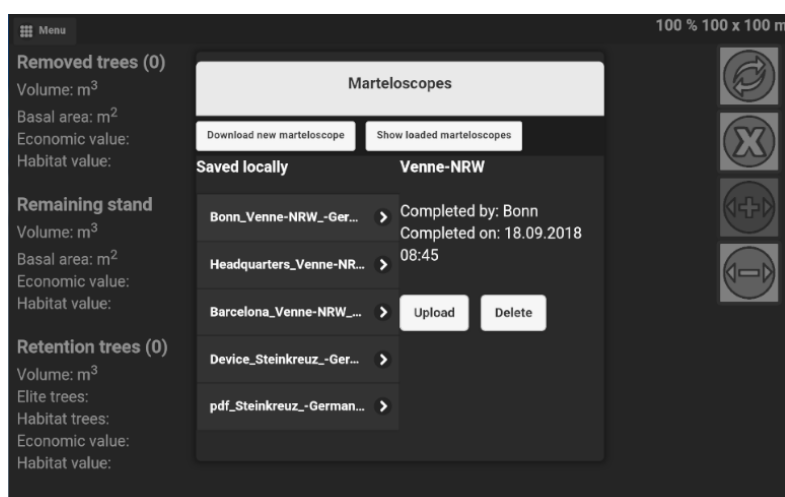 Menu
100 % 100 x 100 m
Removed trees (0)
Volume: m³
Basal area: m²
Economic value:
Habitat value:
Remaining stand
Volume: m³
Basal area: m²
Economic value:
Habitat value:
Retention trees (0)
Volume: m³
Elite trees:
Habitat trees:
Economic value:
Habitat value:
Marteloscopes
Download new marteloscope
Show loaded marteloscopes
Saved locally
Bonn_Venne-NRW_-Ger...
Headquarters_Venne-NR...
Barcelona_Venne-NRW_...
Device_Steinkreuz_-Ger...
pdf_Steinkreuz_-German...
Venne-NRW
Completed by: Bonn
Completed on: 18.09.2018
08:45
Upload
Delete
X